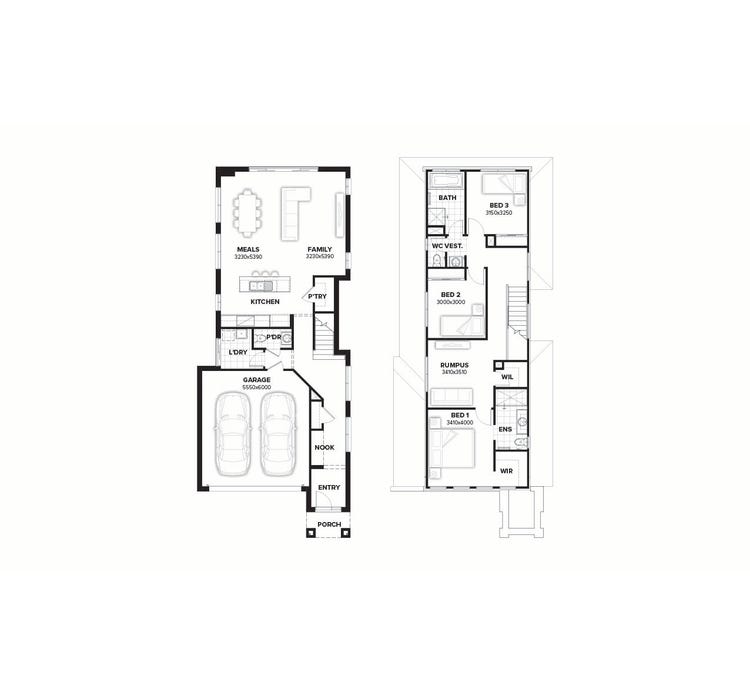 MEALS
3230x5390
FAMILY
3230x5390
KITCHEN
P'TRY
P'DR
L'DRY
GARAGE
5550x6000
NOOK
ENTRY
PORCH
BATH
BED 3
3150x3250
WC VEST.
BED 2
3000x3000
RUMPUS
3410x3510
WIL
BED 1
3410x4000
ENS
WIR